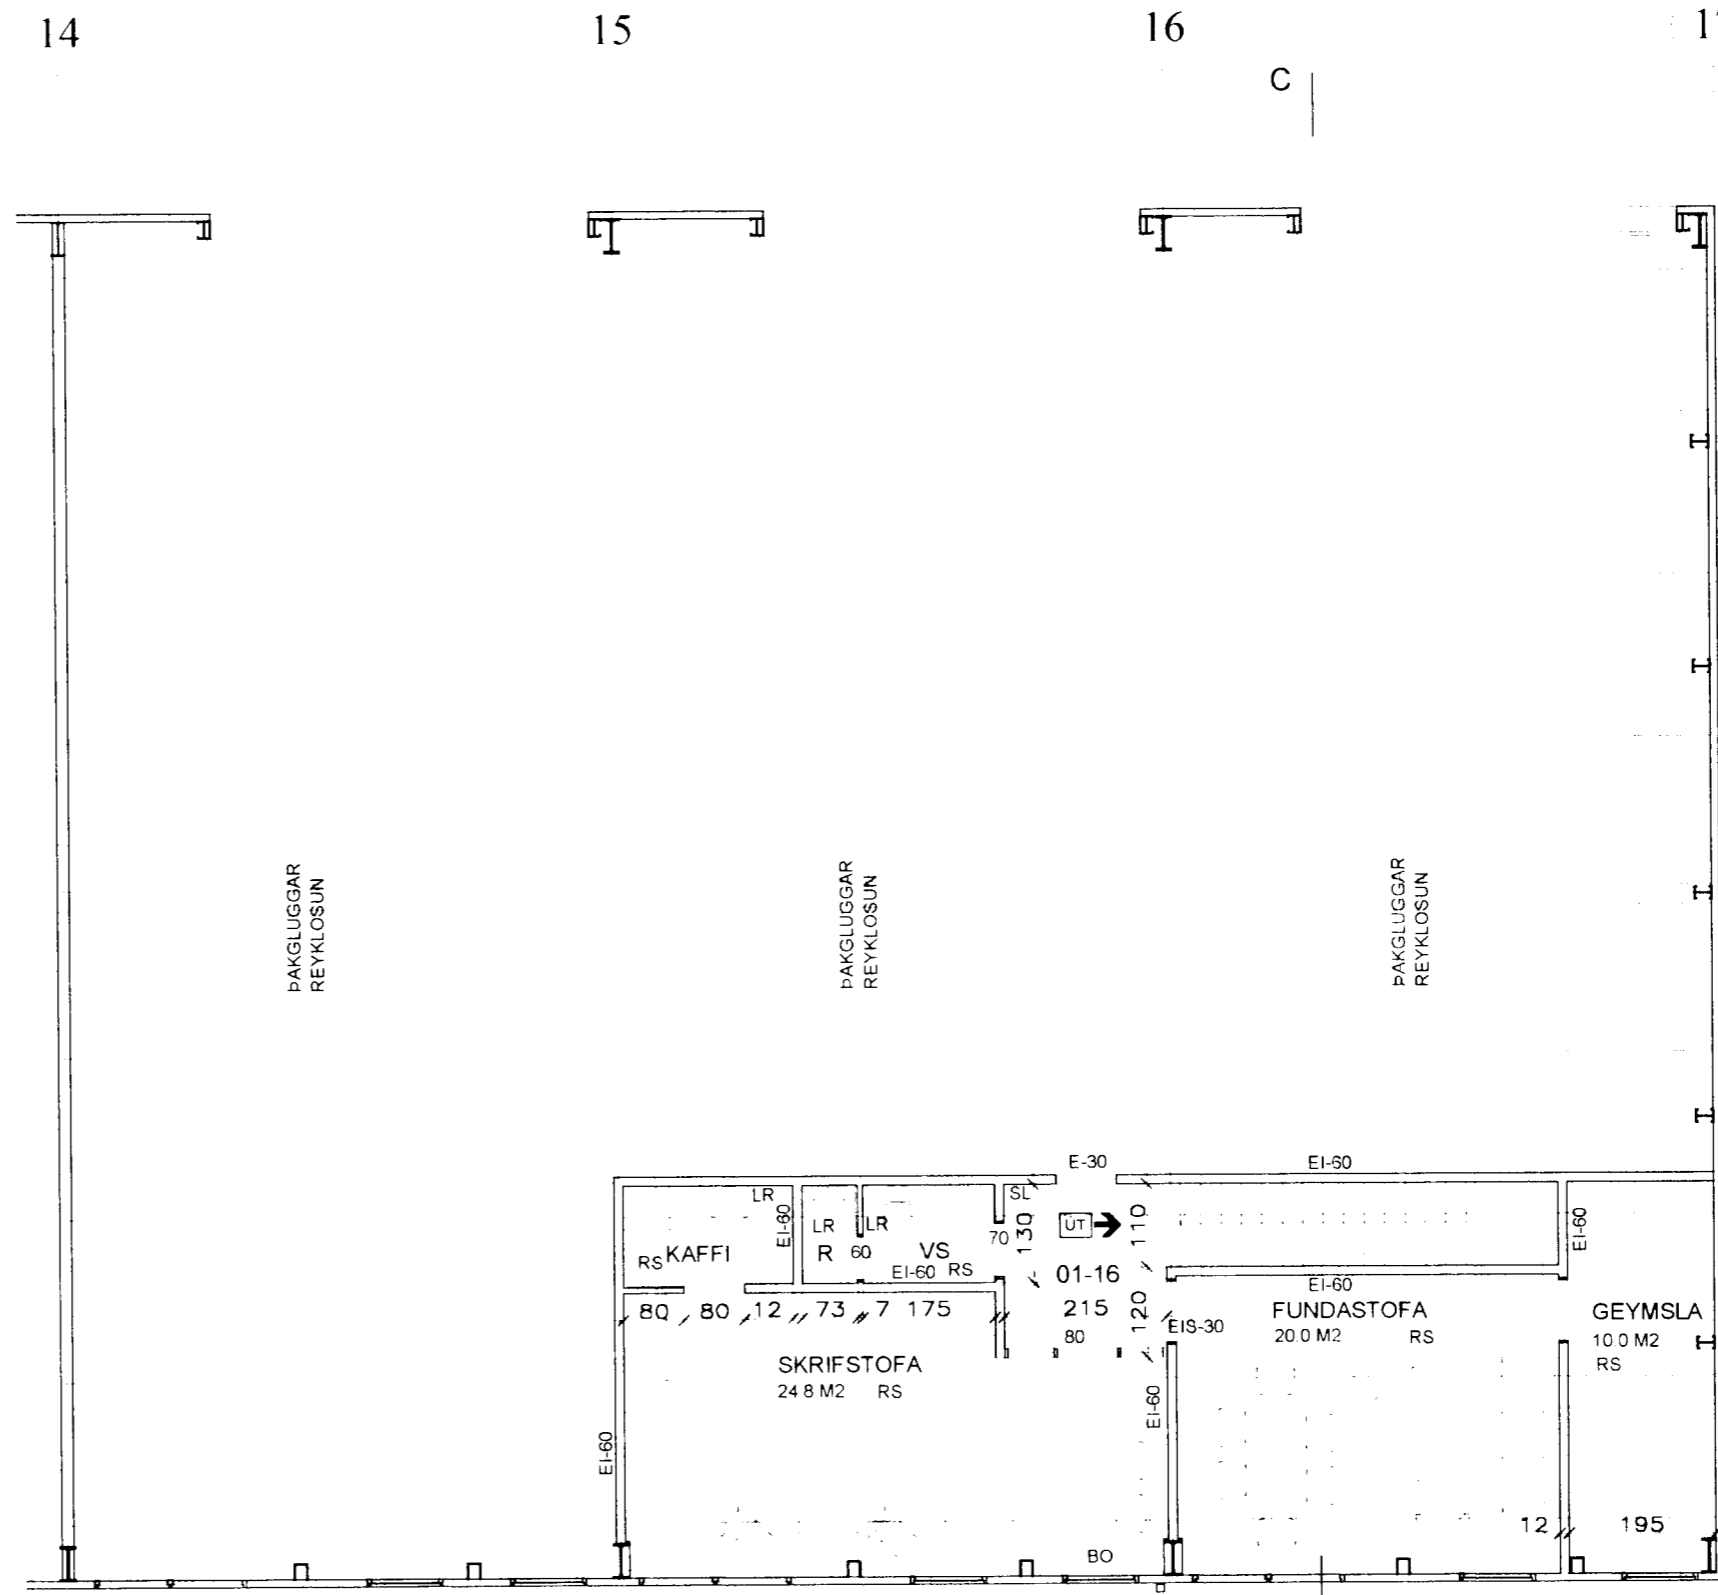 14
15
16
C
ÞAKGLUGGAR
REYKLOSUN
ÞAKGLUGGAR
REYKLOSUN
ÞAKGLUGGAR
REYKLOSUN
E-30
EI-60
LR
EI-60
LR
LR
SL
130
ÚT
110
EI-60
RS
KAFFI
R
60
VS
70
EI-60
RS
01-16
EI-60
80
80
12
73
7
175
215
120
80
EIS-30
FUNDASTOFA
20.0 M2
RS
GEYMSLA
10.0 M2
RS
SKRIFSTOFA
24.8 M2
RS
EI-60
EI-60
12
195
BO